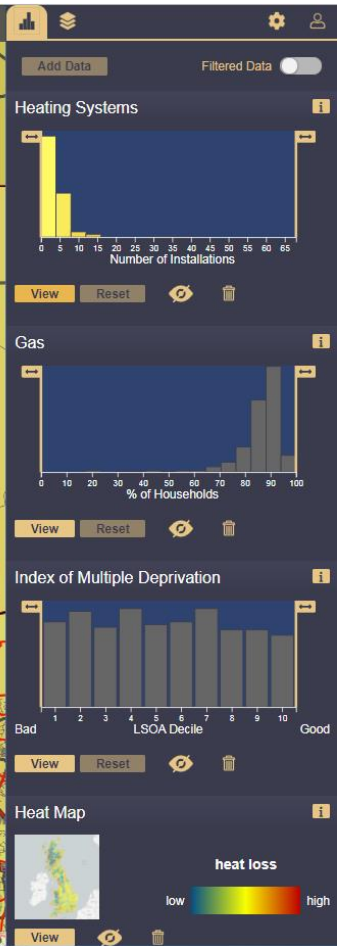 Add Data Filtered Data
Heating Systems i
0 5 10 15 20 25 30 35 40 45 50 55 60 65
Number of Installations
View Reset
Gas i
0 10 20 30 40 50 60 70 80 90 100
% of Households
View Reset
Index of Multiple Deprivation i
1 2 3 4 5 6 7 8 9 10
Bad LSOA Decile Good
View Reset
Heat Map i
heat loss
low high
View